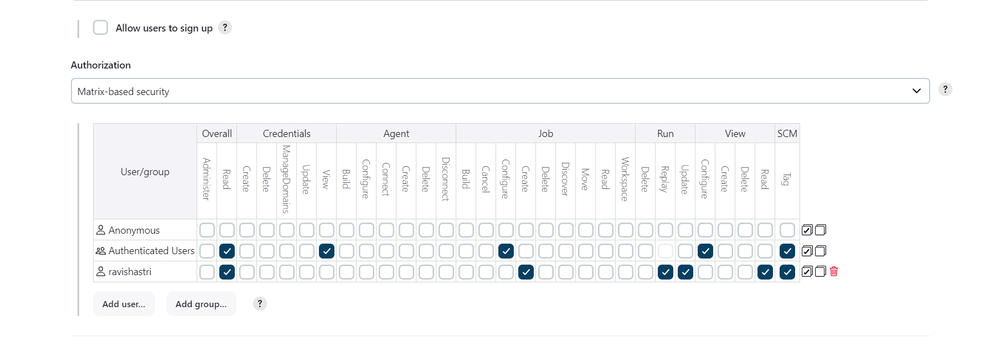 Allow users to sign up ?
Authorization
Matrix-based security
?
User/group
Overall Credentials Agent Job Run View SCM
Administer Read Create Delete ManageDomains Update View Build Configure Connect Create Delete Disconnect Build Cancel Configure Create Delete Discover Move Read Workspace Delete Replay Update Configure Create Delete Read Tag
Anonymous
Authenticated Users
ravishastri
Add user... Add group... ?